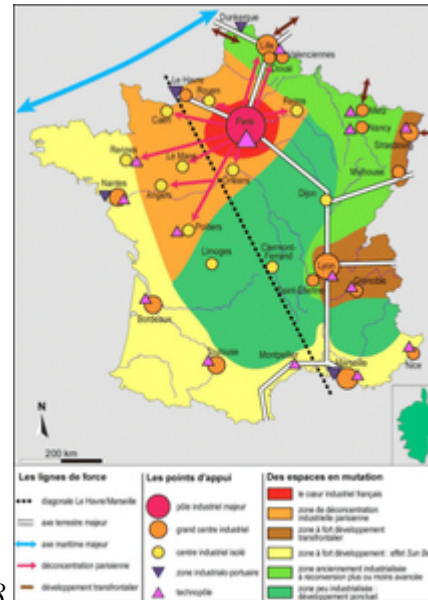 Dunkerque
Lille
Valenciennes
Douai
Le Havre
Rouen
Reims
Caen
Metz
Paris
Nancy
Strasbourg
Rennes
Le Mans
Orléans
Mulhouse
Nantes
Angers
Dijon
Poitiers
Limoges
Clermont-
Ferrand
Lyon
Saint-Etienne
Grenoble
Bordeaux
Toulouse
Montpellier
Marseille
Nice
N
200 km
R
Les lignes de force
diagonale Le Havre/Marseille
axe terrestre majeur
axe maritime majeur
déconcentration parisienne
développement transfrontalier
Les points d'appui
pôle industriel majeur
grand centre industriel
centre industriel isolé
zone industrialo-portuaire
technopôle
Des espaces en mutation
le cœur industriel français
zone de déconcentration
industrielle parisienne
zone à fort développement
transfrontalier
zone à fort développement : effet Sun Be
zone anciennement industrialisée
à reconversion plus ou moins avancée
zone peu industrialisée
développement ponctuel